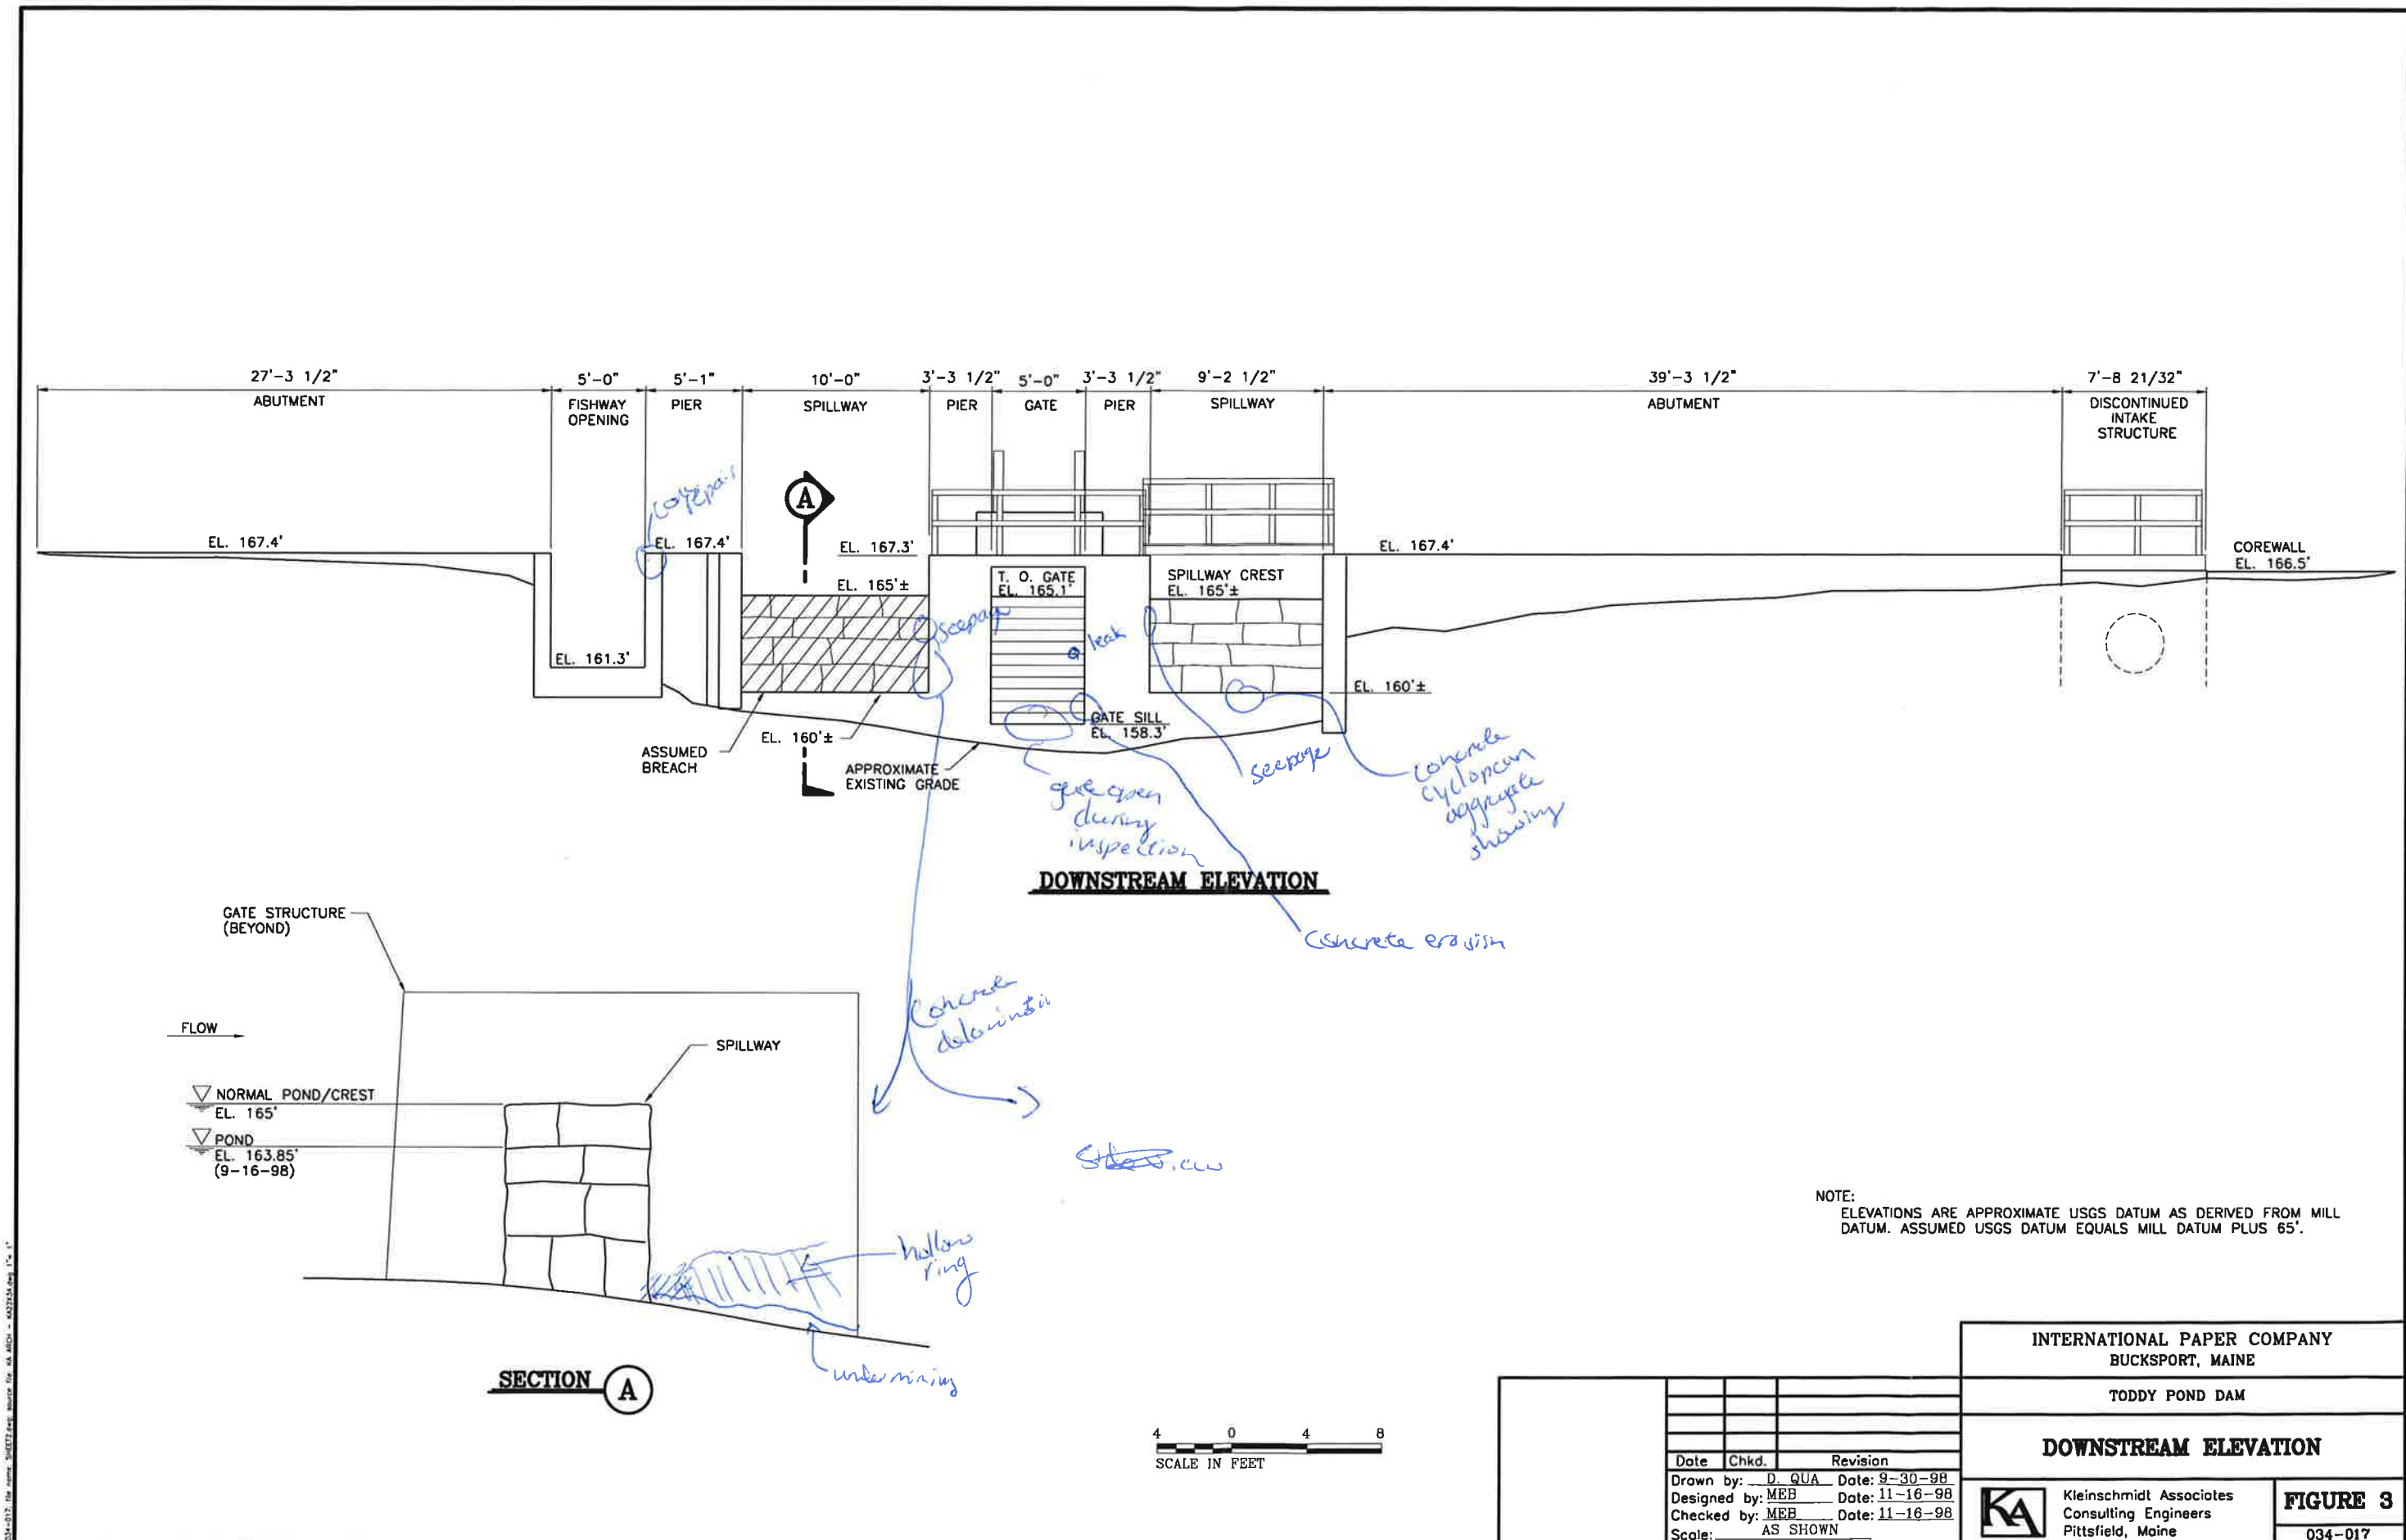 27'-3 1/2" 5'-0" 5'-1" 10'-0" 3'-3 1/2" 5'-0" 3'-3 1/2" 9'-2 1/2" 39'-3 1/2" 7'-8 21/32"
ABUTMENT
FISHWAY
OPENING
PIER
SPILLWAY
PIER
GATE
PIER
SPILLWAY
ABUTMENT
DISCONTINUED
INTAKE
STRUCTURE
A
EL. 167.4'
EL. 167.4'
EL. 167.3'
EL. 167.4'
COREWALL
EL. 166.5'
EL. 165'±
T. O. GATE
EL. 165.1'
SPILLWAY CREST
EL. 165'±
seepage
leak
EL. 161.3'
EL. 160'±
GATE SILL
EL. 158.3'
EL. 160'±
ASSUMED
BREACH
APPROXIMATE
EXISTING GRADE
gate open
during
inspection
seepage
concrete
cyclopean
aggregate
showing
DOWNSTREAM ELEVATION
concrete erosion
GATE STRUCTURE
(BEYOND)
Concrete
FLOW
SPILLWAY
NORMAL POND/CREST
EL. 165'
POND
EL. 163.85'
(9-16-98)
hollow
ring
undermining
SECTION A
NOTE:
ELEVATIONS ARE APPROXIMATE USGS DATUM AS DERIVED FROM MILL
DATUM. ASSUMED USGS DATUM EQUALS MILL DATUM PLUS 65'.
4 0 4 8
SCALE IN FEET
INTERNATIONAL PAPER COMPANY
BUCKSPORT, MAINE
TODDY POND DAM
DOWNSTREAM ELEVATION
Date Chkd. Revision
Drawn by: D. QUA Date: 9-30-98
Designed by: MEB Date: 11-16-98
Checked by: MEB Date: 11-16-98
Scale: AS SHOWN
KA
Kleinschmidt Associates
Consulting Engineers
Pittsfield, Maine
FIGURE 3
034-017